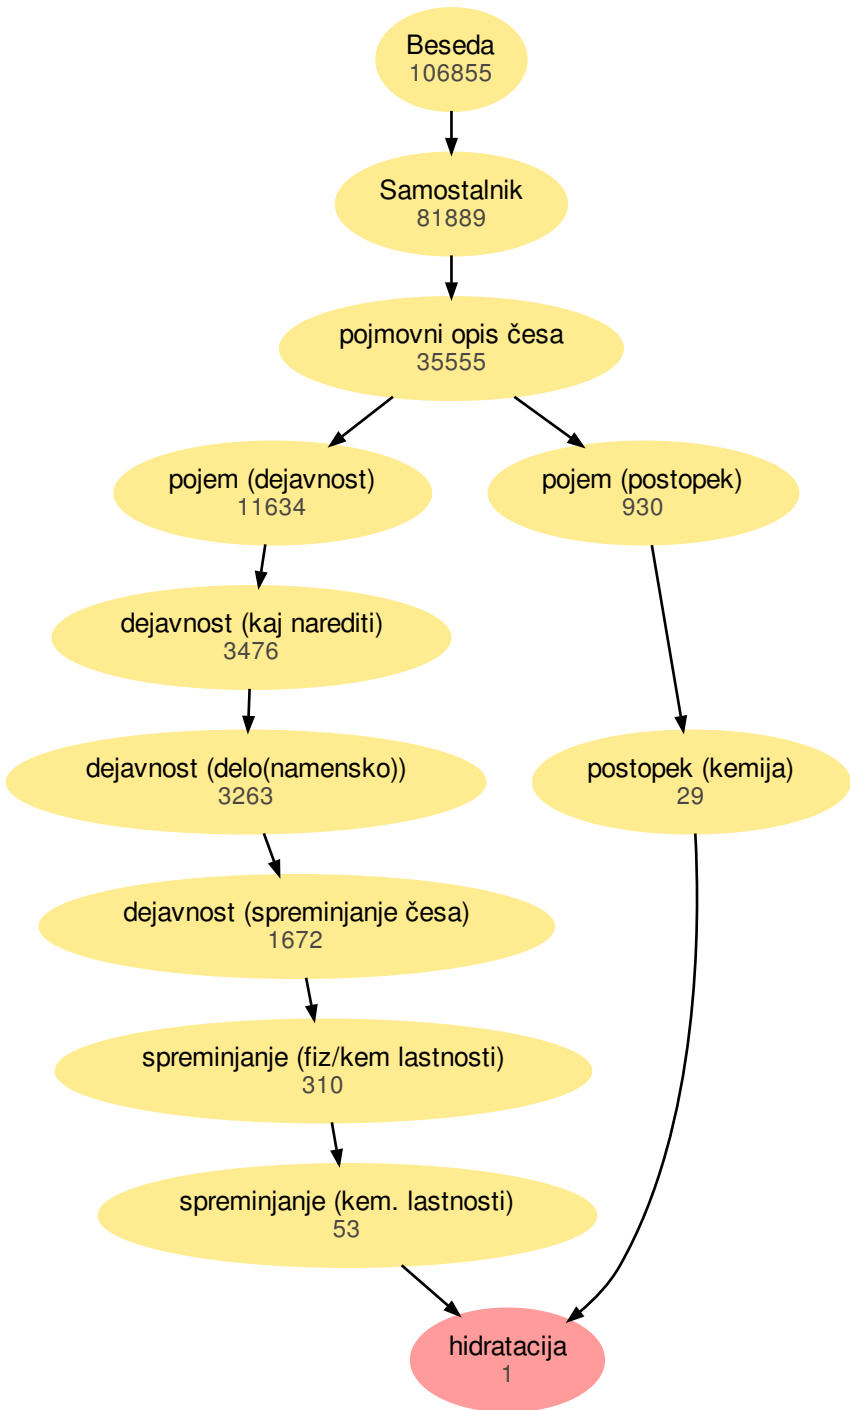 Beseda
106855
Samostalnik
81889
pojmovni opis česa
35555
pojem (dejavnost)
11634
pojem (postopek)
930
dejavnost (kaj narediti)
3476
dejavnost (delo(namensko))
3263
postopek (kemija)
29
dejavnost (spreminjanje česa)
1672
spreminjanje (fiz/kem lastnosti)
310
spreminjanje (kem. lastnosti)
53
hidratacija
1